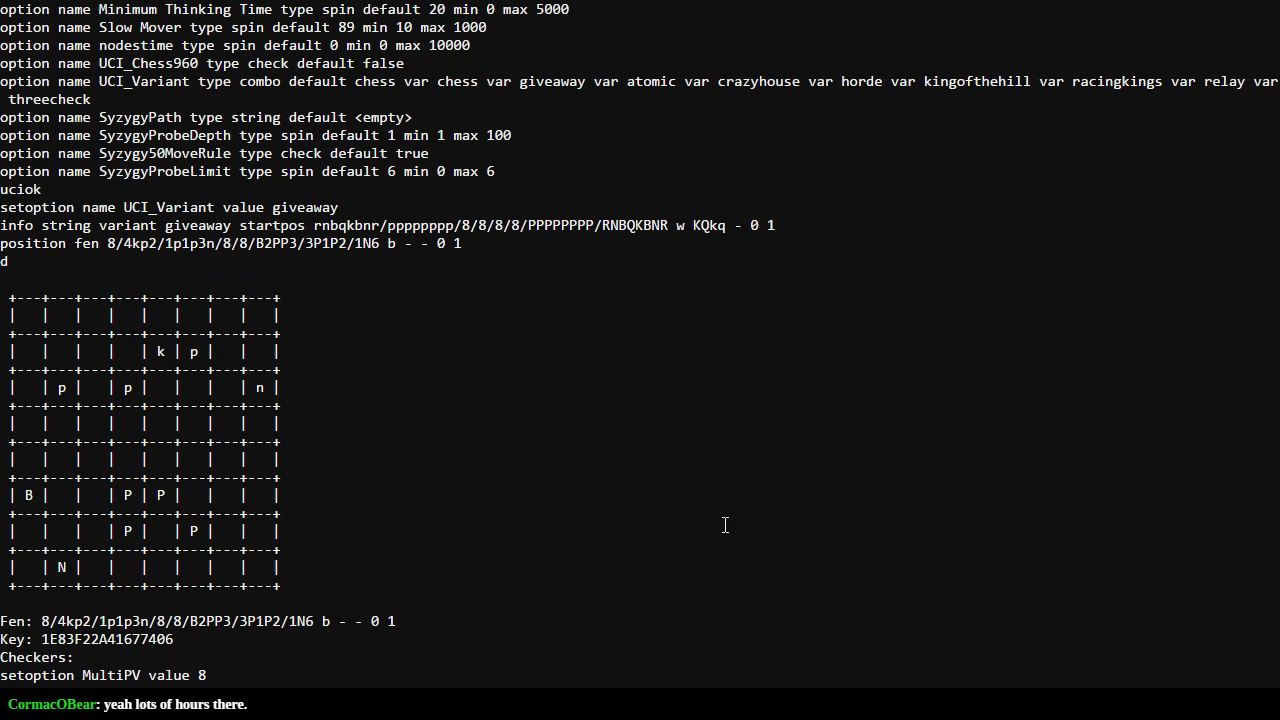 option name Minimum Thinking Time type spin default 20 min 0 max 5000
option name Slow Mover type spin default 89 min 10 max 1000
option name nodestime type spin default 0 min 0 max 10000
option name UCI_Chess960 type check default false
option name UCI_Variant type combo default chess var chess var giveaway var atomic var crazyhouse var horde var kingofthehill var racingkings var relay var
 threecheck
option name SyzygyPath type string default <empty>
option name SyzygyProbeDepth type spin default 1 min 1 max 100
option name Syzygy50MoveRule type check default true
option name SyzygyProbeLimit type spin default 6 min 0 max 6
uciok
setoption name UCI_Variant value giveaway
info string variant giveaway startpos rnbqkbnr/pppppppp/8/8/8/8/PPPPPPPP/RNBQKBNR w KQkq - 0 1
position fen 8/4kp2/1p1p3n/8/8/B2PP3/3P1P2/1N6 b - - 0 1
d
+---+---+---+---+---+---+---+---+
|   |   |   |   |   |   |   |   |
+---+---+---+---+---+---+---+---+
|   |   |   |   | k | p |   |   |
+---+---+---+---+---+---+---+---+
|   | p |   | p |   |   |   | n |
+---+---+---+---+---+---+---+---+
|   |   |   |   |   |   |   |   |
+---+---+---+---+---+---+---+---+
|   |   |   |   |   |   |   |   |
+---+---+---+---+---+---+---+---+
| B |   |   | P | P |   |   |   |
+---+---+---+---+---+---+---+---+
|   |   |   | P |   | P |   |   |
+---+---+---+---+---+---+---+---+
|   | N |   |   |   |   |   |   |
+---+---+---+---+---+---+---+---+
Fen: 8/4kp2/1p1p3n/8/8/B2PP3/3P1P2/1N6 b - - 0 1
Key: 1E83F22A41677406
Checkers:
setoption MultiPV value 8
CormacOBear: yeah lots of hours there.